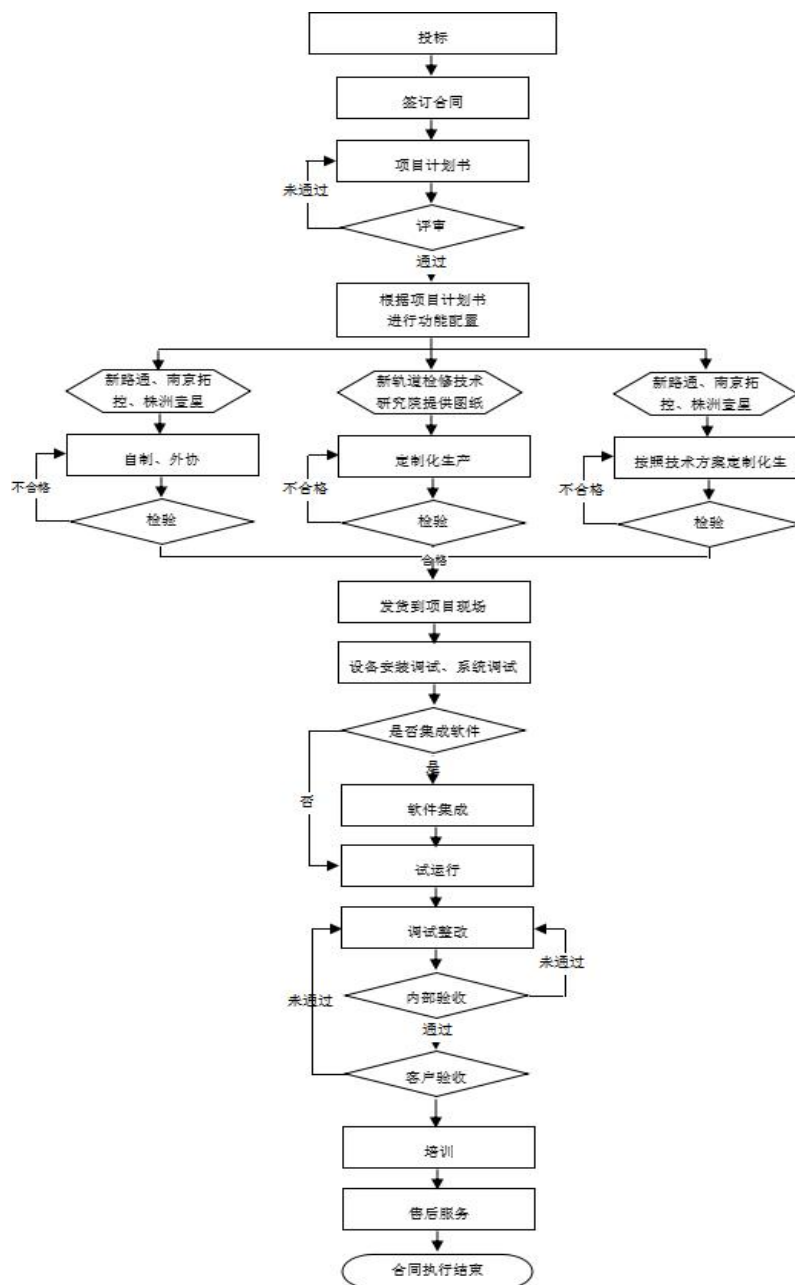 投标
签订合同
项目计划书
未通过
评审
通过
根据项目计划书
进行功能配置
新路通、南京拓
控、株洲壹星
新轨道检修技术
研究院提供图纸
新路通、南京拓
控、株洲壹星
自制、外协
定制化生产
按照技术方案定制化生
不合格
不合格
不合格
检验
检验
检验
合格
发货到项目现场
设备安装调试、系统调试
是否集成软件
是
否
软件集成
试运行
调试整改
未通过
未通过
内部验收
通过
客户验收
培训
售后服务
合同执行结束